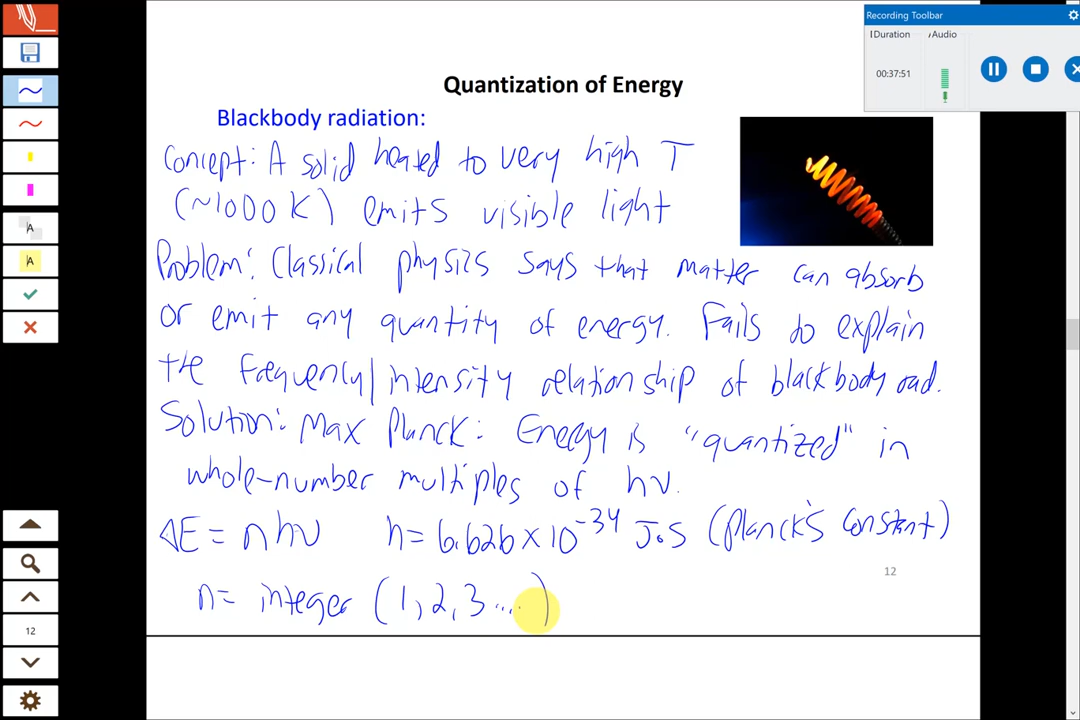 Recording Toolbar
Duration
Audio
00:37:51
Quantization of Energy
Blackbody radiation:
Concept: A solid heated to very high T
(~1000 K) emits visible light
Problem: Classical physics says that matter can absorb
or emit any quantity of energy. Fails to explain
the frequency/intensity relationship of blackbody rad.
Solution: Max Planck: Energy is "quantized" in
whole-number multiples of hν.
ΔE = nhν h = 6.626 × 10⁻³⁴ J·s (Planck's constant)
12
n = integer (1, 2, 3 ...)
A
A
12